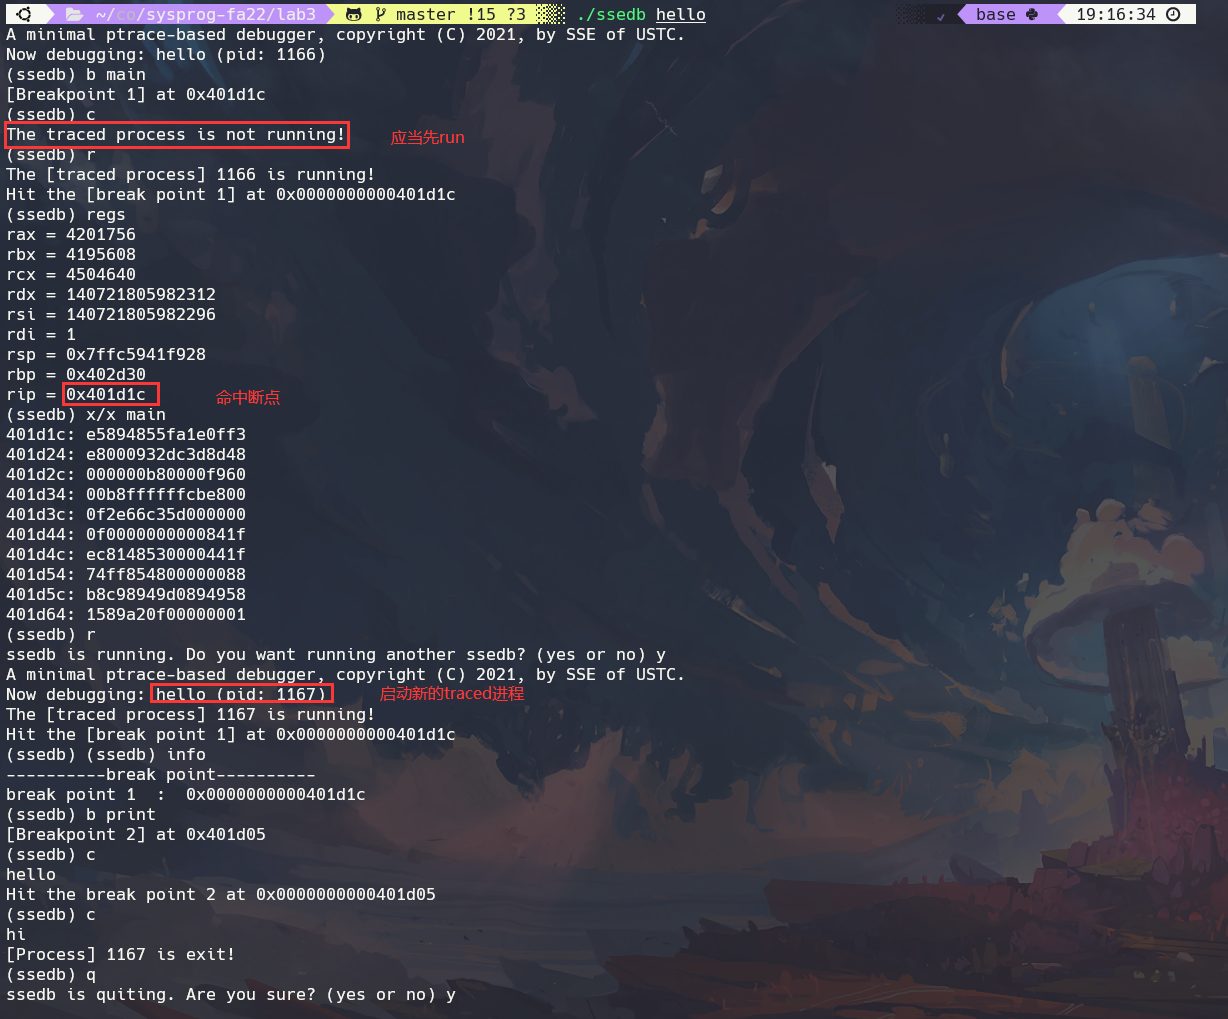 ~/co/sysprog-fa22/lab3 master !15 ?3 ./ssedb hello base 19:16:34
A minimal ptrace-based debugger, copyright (C) 2021, by SSE of USTC.
Now debugging: hello (pid: 1166)
(ssedb) b main
[Breakpoint 1] at 0x401d1c
(ssedb) c
The traced process is not running! 应当先run
(ssedb) r
The [traced process] 1166 is running!
Hit the [break point 1] at 0x0000000000401d1c
(ssedb) regs
rax = 4201756
rbx = 4195608
rcx = 4504640
rdx = 140721805982312
rsi = 140721805982296
rdi = 1
rsp = 0x7ffc5941f928
rbp = 0x402d30
rip = 0x401d1c 命中断点
(ssedb) x/x main
401d1c: e5894855fa1e0ff3
401d24: e8000932dc3d8d48
401d2c: 000000b80000f960
401d34: 00b8ffffffcbe800
401d3c: 0f2e66c35d000000
401d44: 0f0000000000841f
401d4c: ec8148530000441f
401d54: 74ff854800000088
401d5c: b8c98949d0894958
401d64: 1589a20f00000001
(ssedb) r
ssedb is running. Do you want running another ssedb? (yes or no) y
A minimal ptrace-based debugger, copyright (C) 2021, by SSE of USTC.
Now debugging: hello (pid: 1167) 启动新的traced进程
The [traced process] 1167 is running!
Hit the [break point 1] at 0x0000000000401d1c
(ssedb) (ssedb) info
----------break point----------
break point 1  :  0x0000000000401d1c
(ssedb) b print
[Breakpoint 2] at 0x401d05
(ssedb) c
hello
Hit the break point 2 at 0x0000000000401d05
(ssedb) c
hi
[Process] 1167 is exit!
(ssedb) q
ssedb is quiting. Are you sure? (yes or no) y